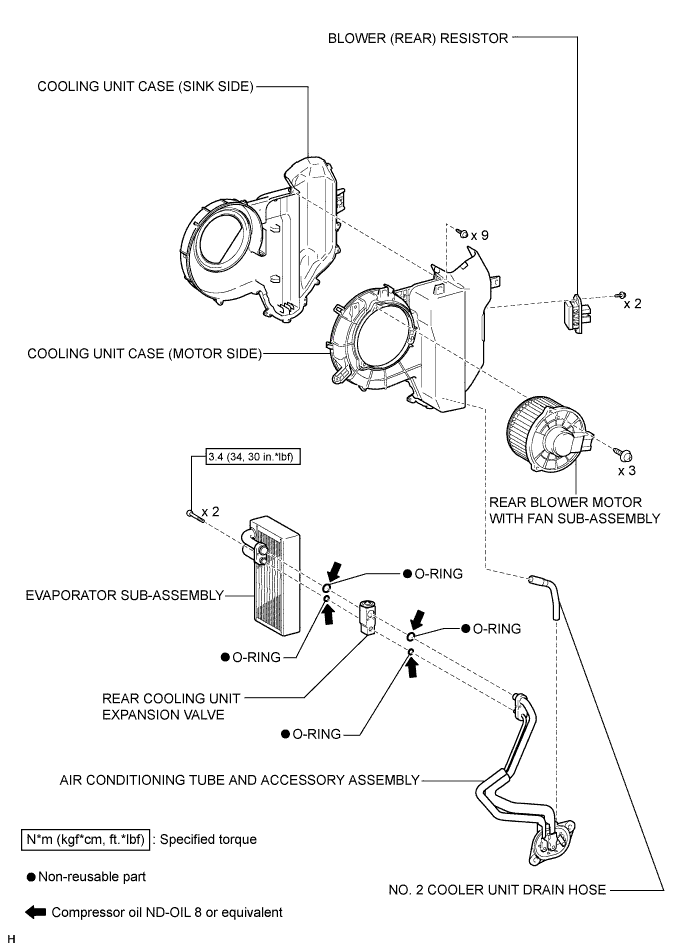 BLOWER (REAR) RESISTOR
COOLING UNIT CASE (SINK SIDE)
x 9
x 2
COOLING UNIT CASE (MOTOR SIDE)
x 3
3.4 (34, 30 in.*lbf)
x 2
REAR BLOWER MOTOR
WITH FAN SUB-ASSEMBLY
O-RING
EVAPORATOR SUB-ASSEMBLY
O-RING
O-RING
REAR COOLING UNIT
EXPANSION VALVE
O-RING
AIR CONDITIONING TUBE AND ACCESSORY ASSEMBLY
N*m (kgf*cm, ft.*lbf) : Specified torque
Non-reusable part
NO. 2 COOLER UNIT DRAIN HOSE
Compressor oil ND-OIL 8 or equivalent
H